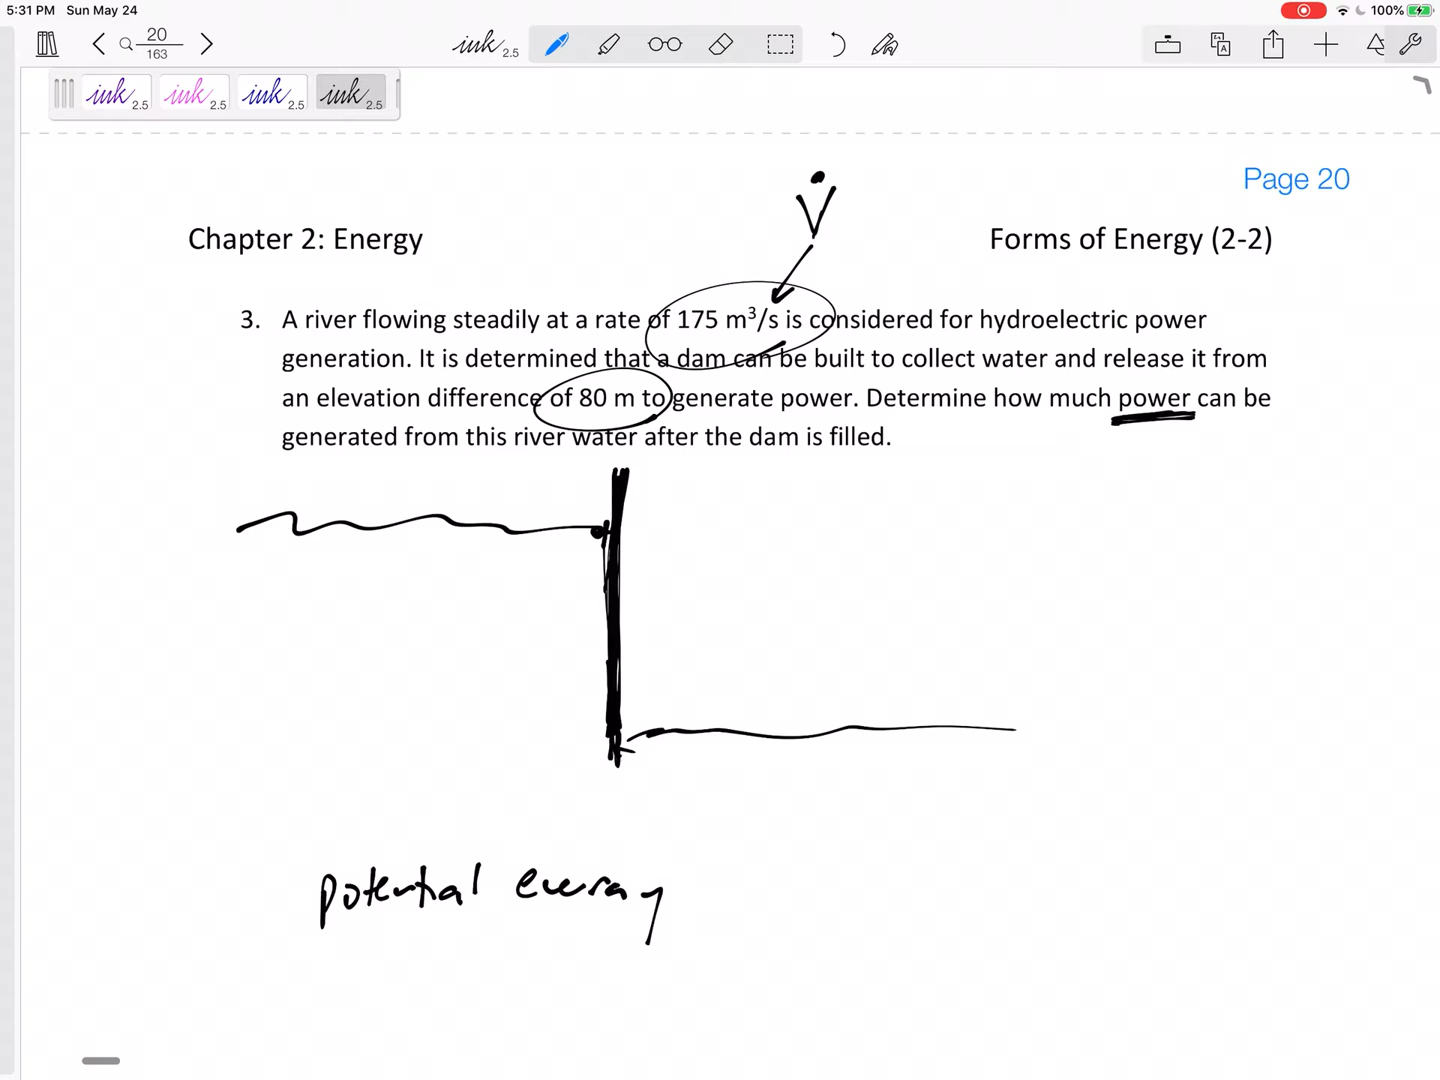 5:31 PM Sun May 24
100%
20
163
ink 2.5
ink 2.5
ink 2.5
ink 2.5
ink 2.5
Page 20
V̇
Chapter 2: Energy
Forms of Energy (2-2)
3. A river flowing steadily at a rate of 175 m³/s is considered for hydroelectric power
generation. It is determined that a dam can be built to collect water and release it from
an elevation difference of 80 m to generate power. Determine how much power can be
generated from this river water after the dam is filled.
potential energy